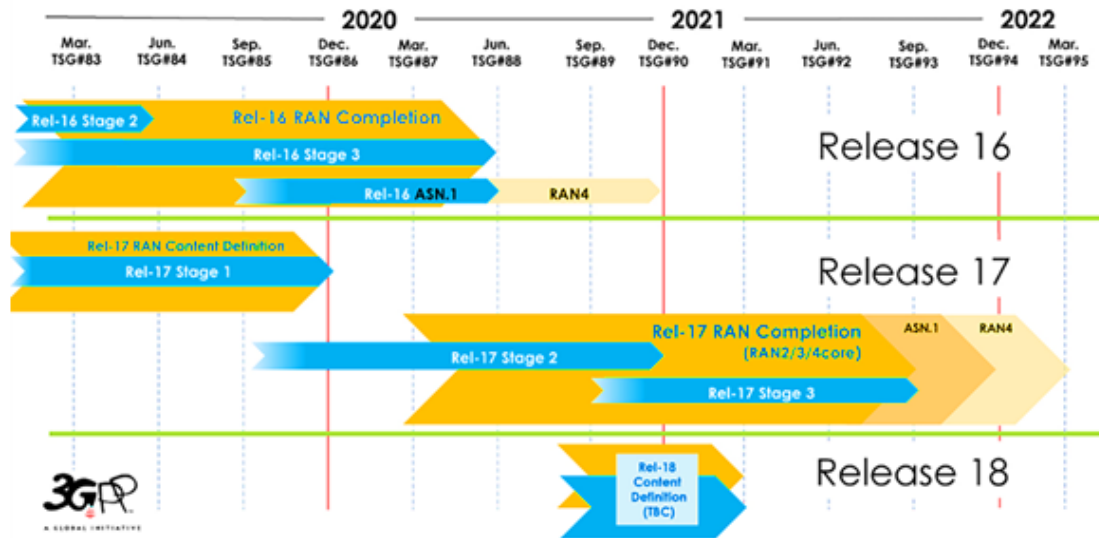 2020 2021 2022
Mar. Jun. Sep. Dec. Mar. Jun. Sep. Dec. Mar. Jun. Sep. Dec. Mar.
TSG#83 TSG#84 TSG#85 TSG#86 TSG#87 TSG#88 TSG#89 TSG#90 TSG#91 TSG#92 TSG#93 TSG#94 TSG#95
Rel-16 Stage 2
Rel-16 RAN Completion
Rel-16 Stage 3
Release 16
Rel-16 ASN.1
RAN4
Rel-17 RAN Content Definition
Rel-17 Stage 1
Release 17
Rel-17 RAN Completion
(RAN2/3/4core)
ASN.1
RAN4
Rel-17 Stage 2
Rel-17 Stage 3
Rel-18
Content
Definition
(TBC)
Release 18
3GPP
A GLOBAL INITIATIVE